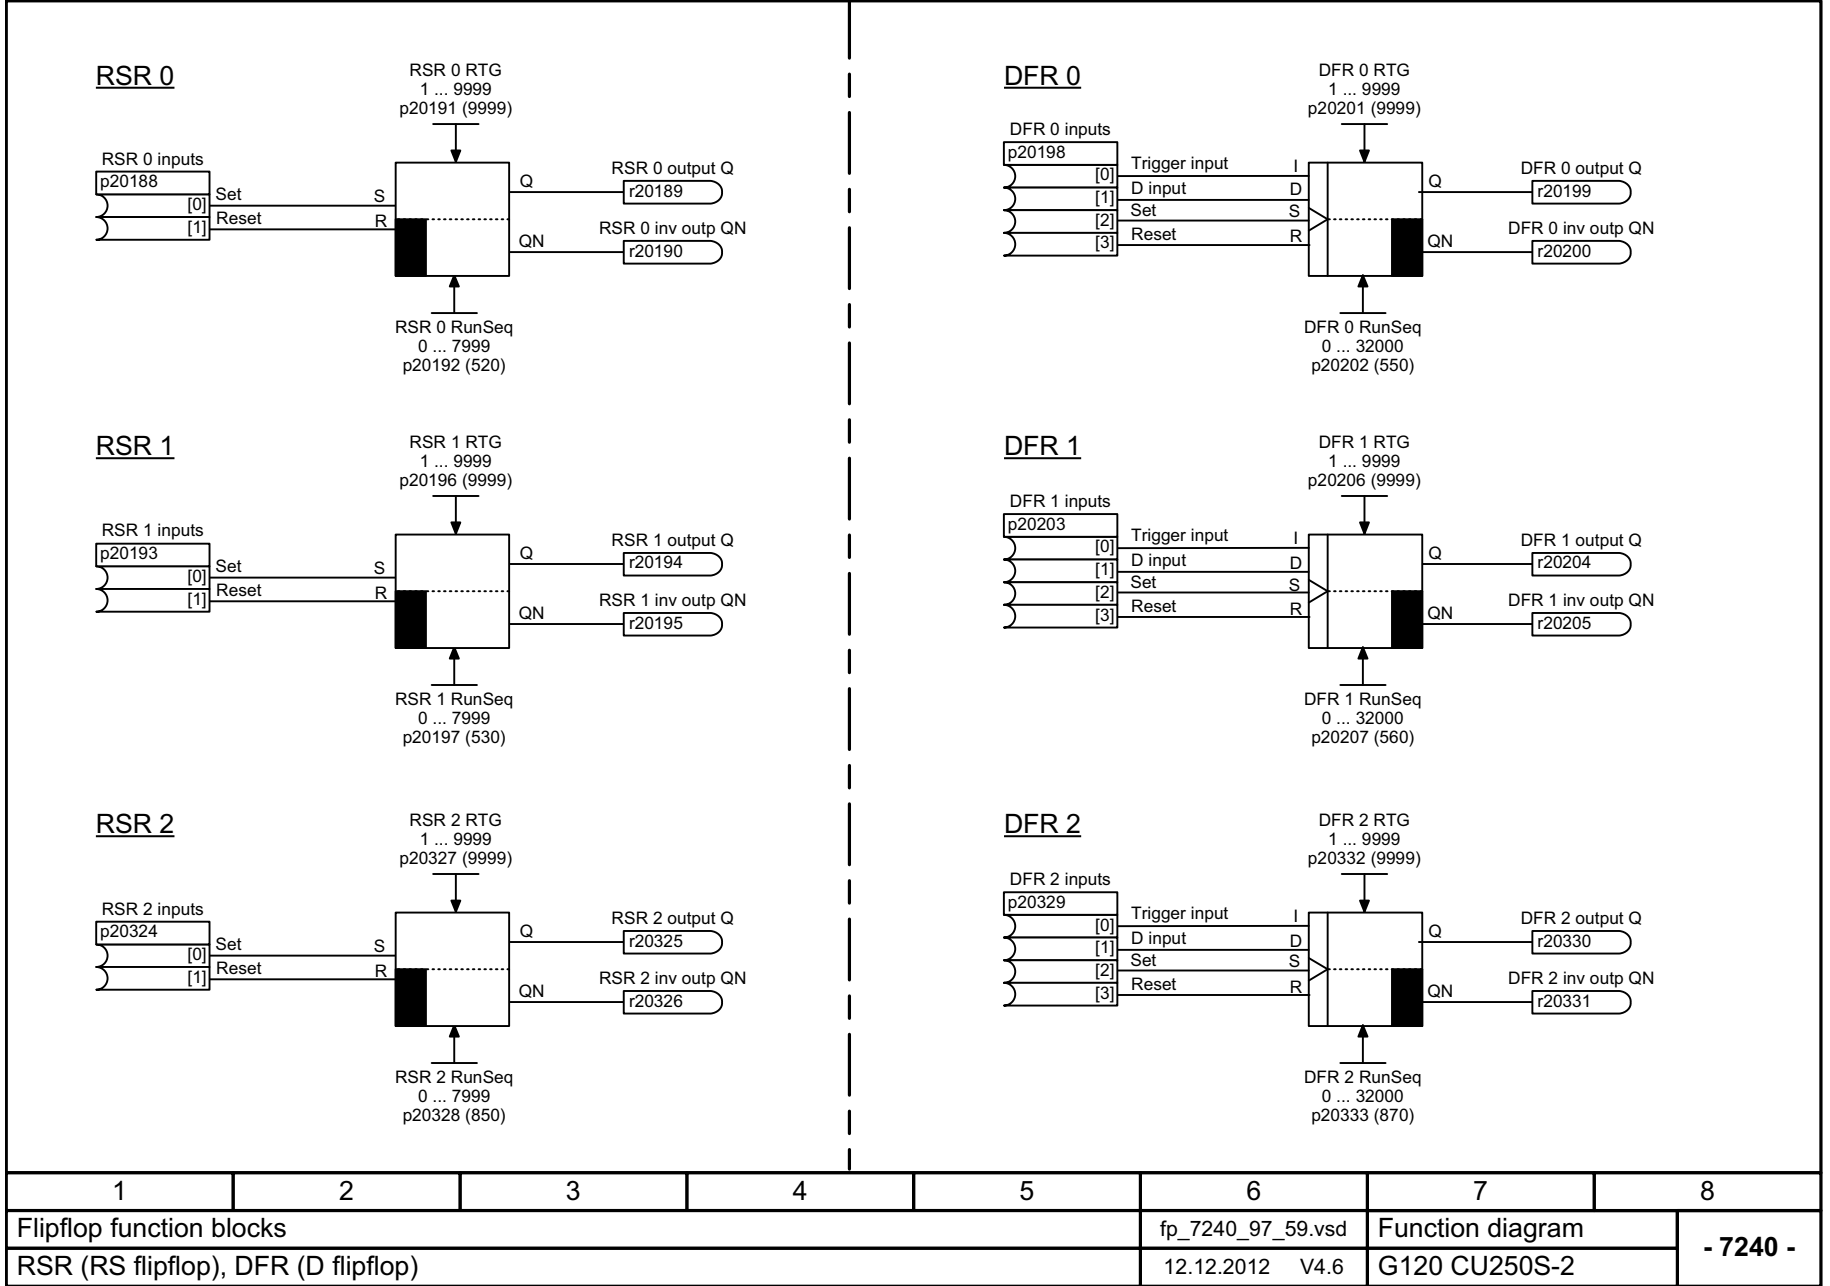 RSR 0
RSR 0 RTG
1 ... 9999
p20191 (9999)
RSR 0 inputs
p20188
[0]
[1]
Set
Reset
S
R
Q
QN
RSR 0 output Q
r20189
RSR 0 inv outp QN
r20190
RSR 0 RunSeq
0 ... 7999
p20192 (520)
RSR 1
RSR 1 RTG
1 ... 9999
p20196 (9999)
RSR 1 inputs
p20193
[0]
[1]
Set
Reset
S
R
Q
QN
RSR 1 output Q
r20194
RSR 1 inv outp QN
r20195
RSR 1 RunSeq
0 ... 7999
p20197 (530)
RSR 2
RSR 2 RTG
1 ... 9999
p20327 (9999)
RSR 2 inputs
p20324
[0]
[1]
Set
Reset
S
R
Q
QN
RSR 2 output Q
r20325
RSR 2 inv outp QN
r20326
RSR 2 RunSeq
0 ... 7999
p20328 (850)
DFR 0
DFR 0 RTG
1 ... 9999
p20201 (9999)
DFR 0 inputs
p20198
[0]
[1]
[2]
[3]
Trigger input
D input
Set
Reset
I
D
S
R
Q
QN
DFR 0 output Q
r20199
DFR 0 inv outp QN
r20200
DFR 0 RunSeq
0 ... 32000
p20202 (550)
DFR 1
DFR 1 RTG
1 ... 9999
p20206 (9999)
DFR 1 inputs
p20203
[0]
[1]
[2]
[3]
Trigger input
D input
Set
Reset
I
D
S
R
Q
QN
DFR 1 output Q
r20204
DFR 1 inv outp QN
r20205
DFR 1 RunSeq
0 ... 32000
p20207 (560)
DFR 2
DFR 2 RTG
1 ... 9999
p20332 (9999)
DFR 2 inputs
p20329
[0]
[1]
[2]
[3]
Trigger input
D input
Set
Reset
I
D
S
R
Q
QN
DFR 2 output Q
r20330
DFR 2 inv outp QN
r20331
DFR 2 RunSeq
0 ... 32000
p20333 (870)
1 2 3 4 5 6 7 8
Flipflop function blocks
RSR (RS flipflop), DFR (D flipflop)
fp_7240_97_59.vsd
12.12.2012 V4.6
Function diagram
G120 CU250S-2
- 7240 -